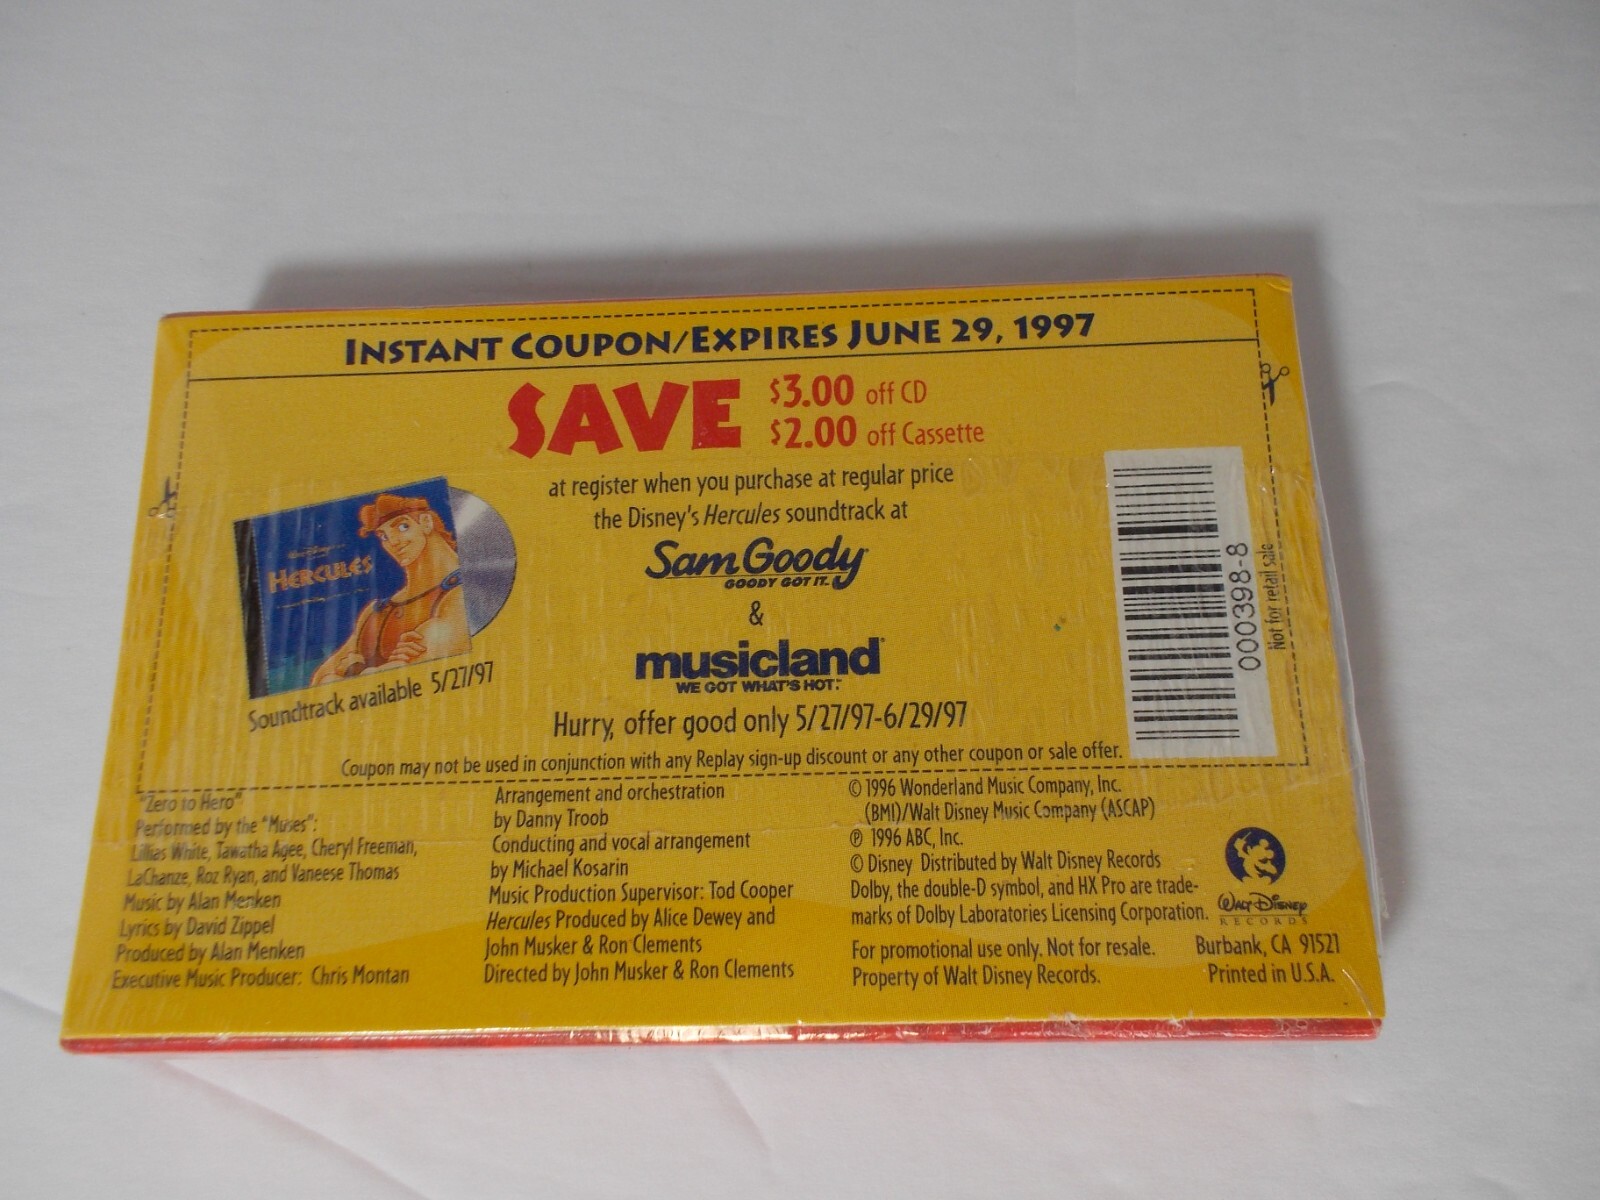 INSTANT COUPON/EXPIRES JUNE 29, 1997
SAVE $3.00 off CD
$2.00 off Cassette
at register when you purchase at regular price
the Disney's Hercules soundtrack at
Sam Goody
GOODY GOT IT.
&
musicland®
WE GOT WHAT'S HOT.
Hurry, offer good only 5/27/97-6/29/97
HERCULES
Soundtrack available 5/27/97
000398-8
Not for retail sale
Coupon may not be used in conjunction with any Replay sign-up discount or any other coupon or sale offer.
"Zero to Hero"
Performed by the "Muses":
Lillias White, Tawatha Agee, Cheryl Freeman,
LaChanze, Roz Ryan, and Vaneese Thomas
Music by Alan Menken
Lyrics by David Zippel
Produced by Alan Menken
Executive Music Producer: Chris Montan
Arrangement and orchestration
by Danny Troob
Conducting and vocal arrangement
by Michael Kosarin
Music Production Supervisor: Tod Cooper
Hercules Produced by Alice Dewey and
John Musker & Ron Clements
Directed by John Musker & Ron Clements
© 1996 Wonderland Music Company, Inc.
(BMI)/Walt Disney Music Company (ASCAP)
℗ 1996 ABC, Inc.
© Disney Distributed by Walt Disney Records
Dolby, the double-D symbol, and HX Pro are trade-
marks of Dolby Laboratories Licensing Corporation.
For promotional use only. Not for resale.
Property of Walt Disney Records.
WALT DISNEY
RECORDS
Burbank, CA 91521
Printed in U.S.A.